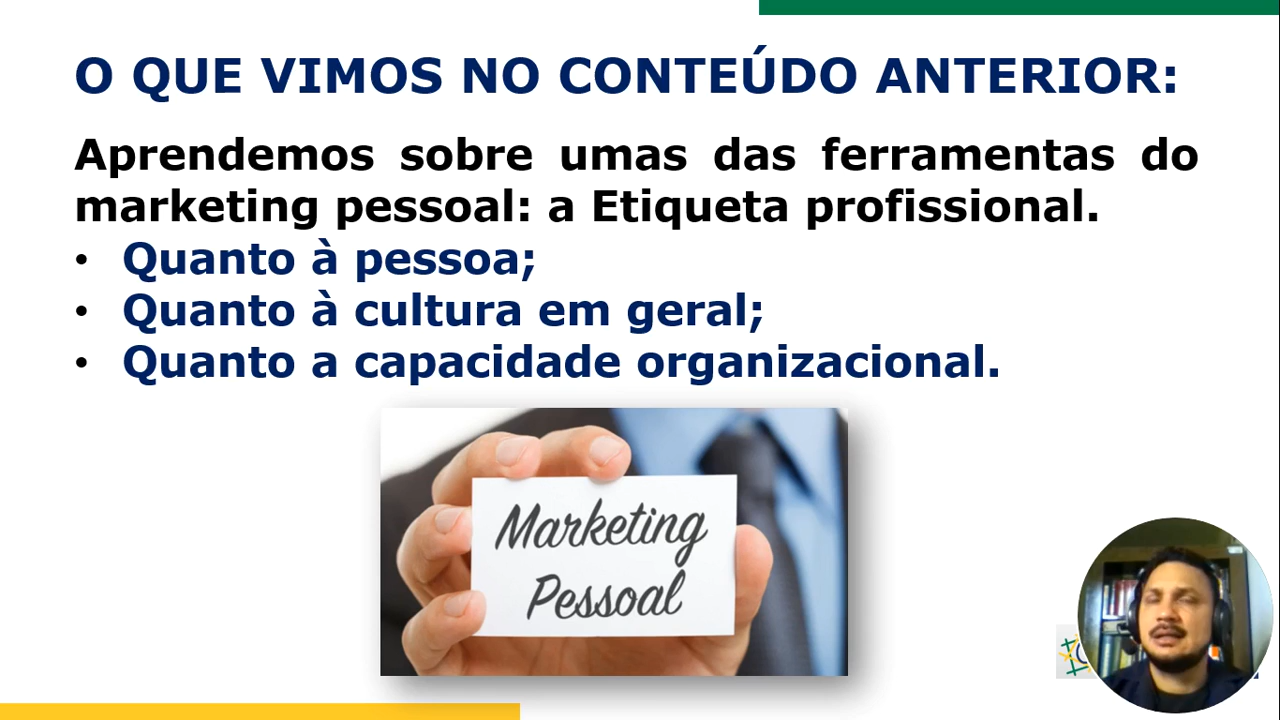 O QUE VIMOS NO CONTEÚDO ANTERIOR:
Aprendemos sobre umas das ferramentas do
marketing pessoal: a Etiqueta profissional.
• Quanto à pessoa;
• Quanto à cultura em geral;
• Quanto a capacidade organizacional.
Marketing
Pessoal